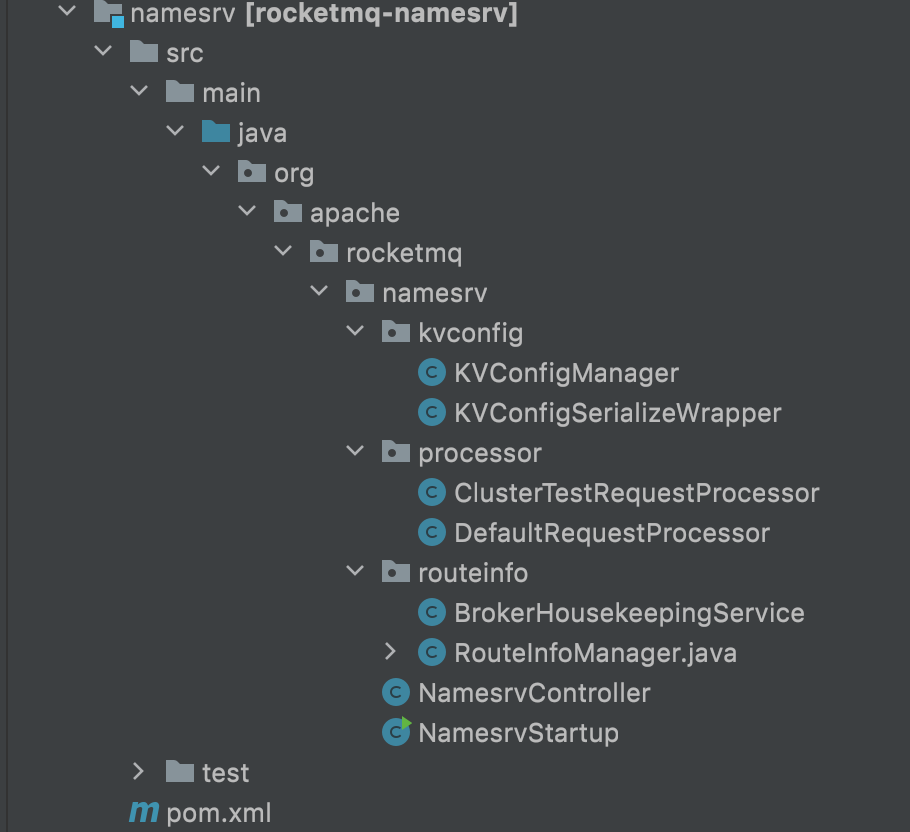 namesrv [rocketmq-namesrv]
src
main
java
org
apache
rocketmq
namesrv
kvconfig
C KVConfigManager
C KVConfigSerializeWrapper
processor
C ClusterTestRequestProcessor
C DefaultRequestProcessor
routeinfo
C BrokerHousekeepingService
C RouteInfoManager.java
C NamesrvController
C NamesrvStartup
test
m pom.xml